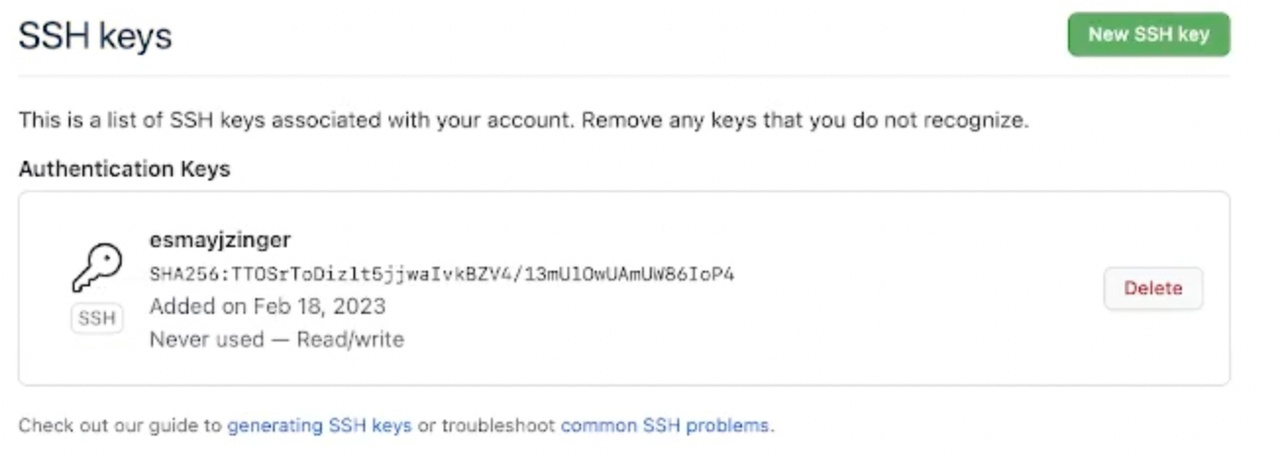 SSH keys
New SSH key
This is a list of SSH keys associated with your account. Remove any keys that you do not recognize.
Authentication Keys
esmayjzinger
SHA256:TTOSrToDizlt5jjwaIvkBZV4/13mUlOwUAmUW86IoP4
Added on Feb 18, 2023
SSH
Never used — Read/write
Delete
Check out our guide to generating SSH keys or troubleshoot common SSH problems.